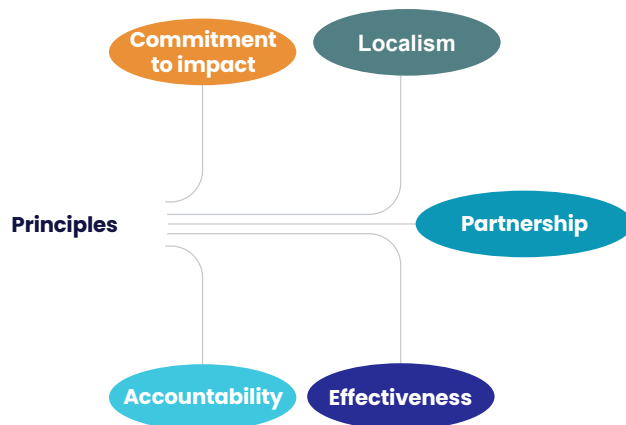 Commitment
to impact
Localism
Principles
Partnership
Accountability
Effectiveness